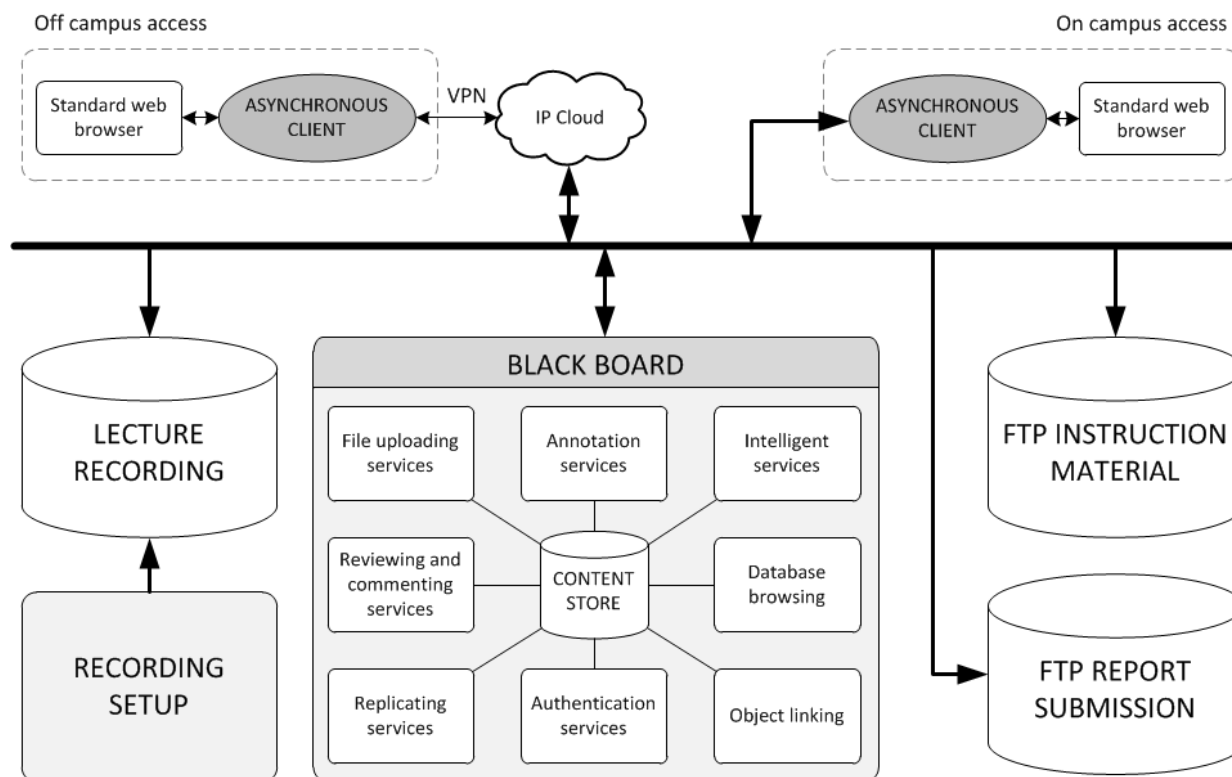 Off campus access
On campus access
Standard web
browser
ASYNCHRONOUS
CLIENT
VPN
IP Cloud
ASYNCHRONOUS
CLIENT
Standard web
browser
LECTURE
RECORDING
RECORDING
SETUP
BLACK BOARD
File uploading
services
Annotation
services
Intelligent
services
Reviewing and
commenting
services
CONTENT
STORE
Database
browsing
Replicating
services
Authentication
services
Object linking
FTP INSTRUCTION
MATERIAL
FTP REPORT
SUBMISSION